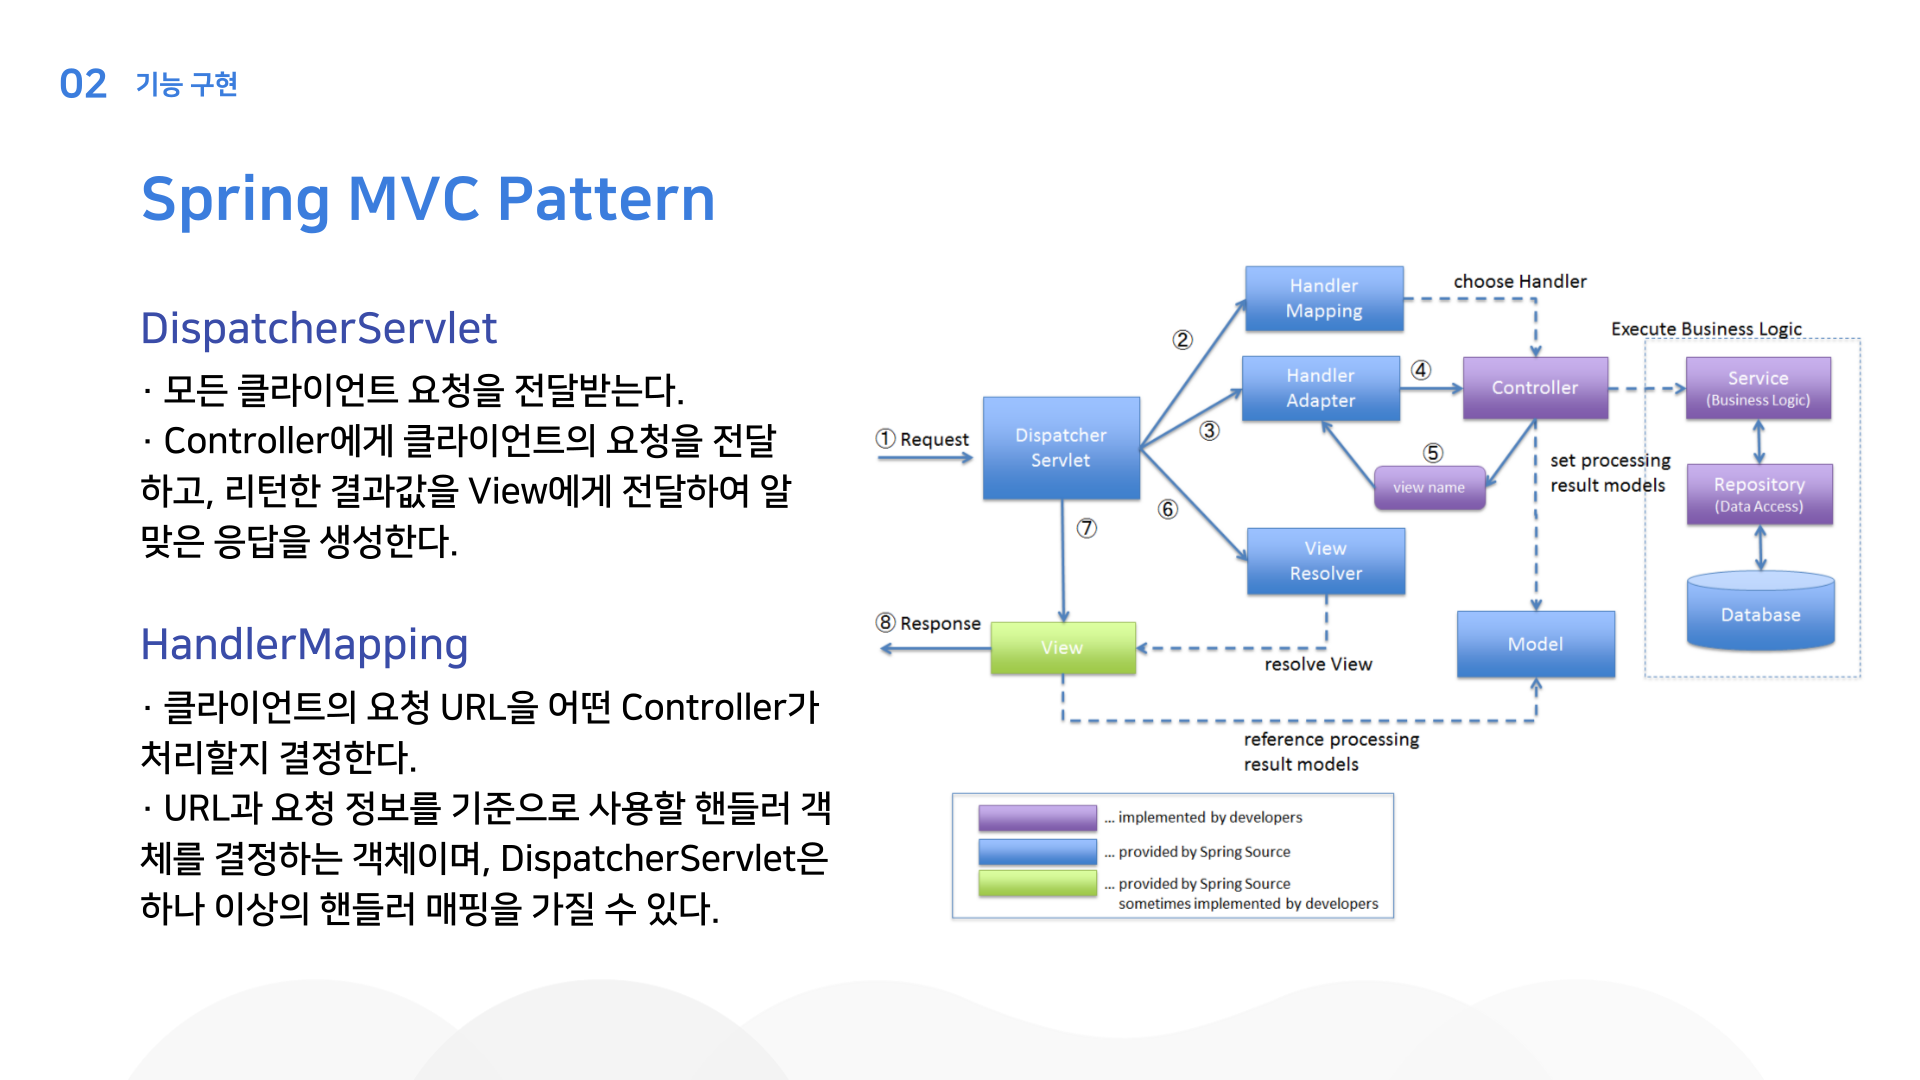 02 기능 구현
Spring MVC Pattern
DispatcherServlet
· 모든 클라이언트 요청을 전달받는다.
· Controller에게 클라이언트의 요청을 전달
하고, 리턴한 결과값을 View에게 전달하여 알
맞은 응답을 생성한다.
HandlerMapping
· 클라이언트의 요청 URL을 어떤 Controller가
처리할지 결정한다.
· URL과 요청 정보를 기준으로 사용할 핸들러 객
체를 결정하는 객체이며, DispatcherServlet은
하나 이상의 핸들러 매핑을 가질 수 있다.
Handler
Mapping
choose Handler
Execute Business Logic
②
Handler
Adapter
④
Controller
Service
(Business Logic)
① Request
Dispatcher
Servlet
③
⑤
view name
set processing
result models
Repository
(Data Access)
⑥
⑦
View
Resolver
Database
⑧ Response
View
resolve View
Model
reference processing
result models
... implemented by developers
... provided by Spring Source
... provided by Spring Source
sometimes implemented by developers